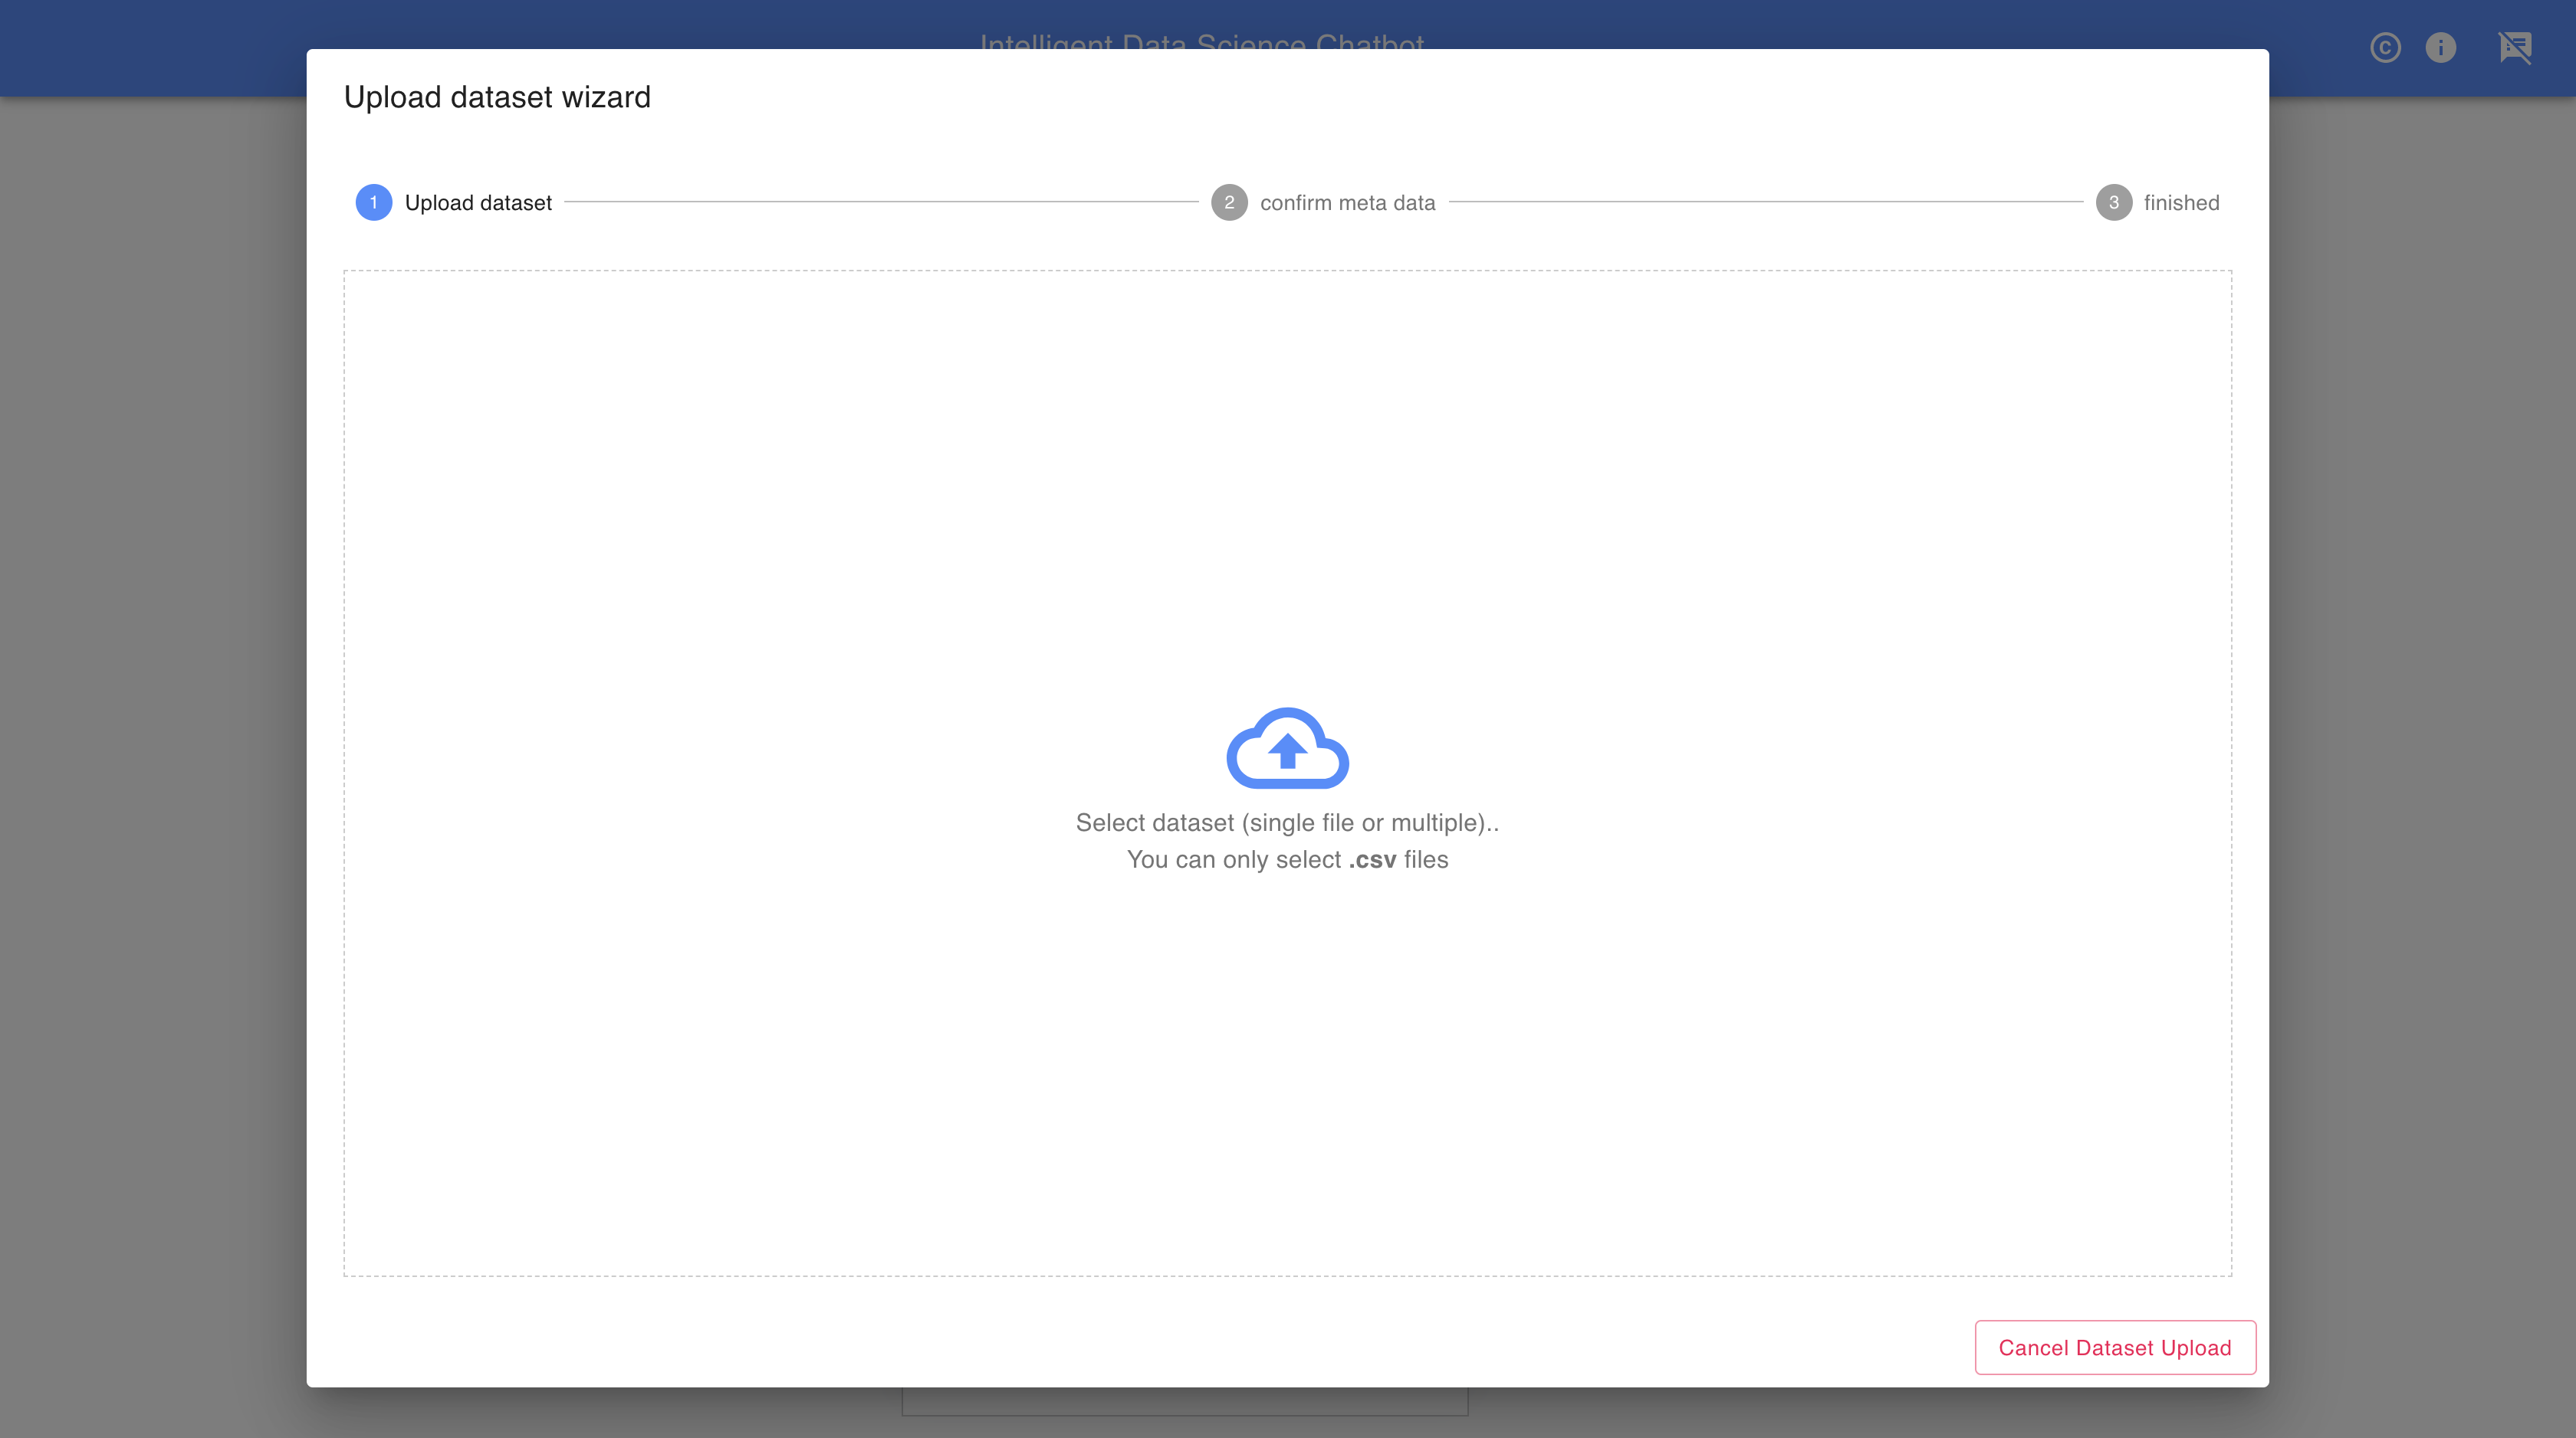 Intelligent Data Science Chatbot
Upload dataset wizard
1 Upload dataset
2 confirm meta data
3 finished
Select dataset (single file or multiple)..
You can only select .csv files
Cancel Dataset Upload